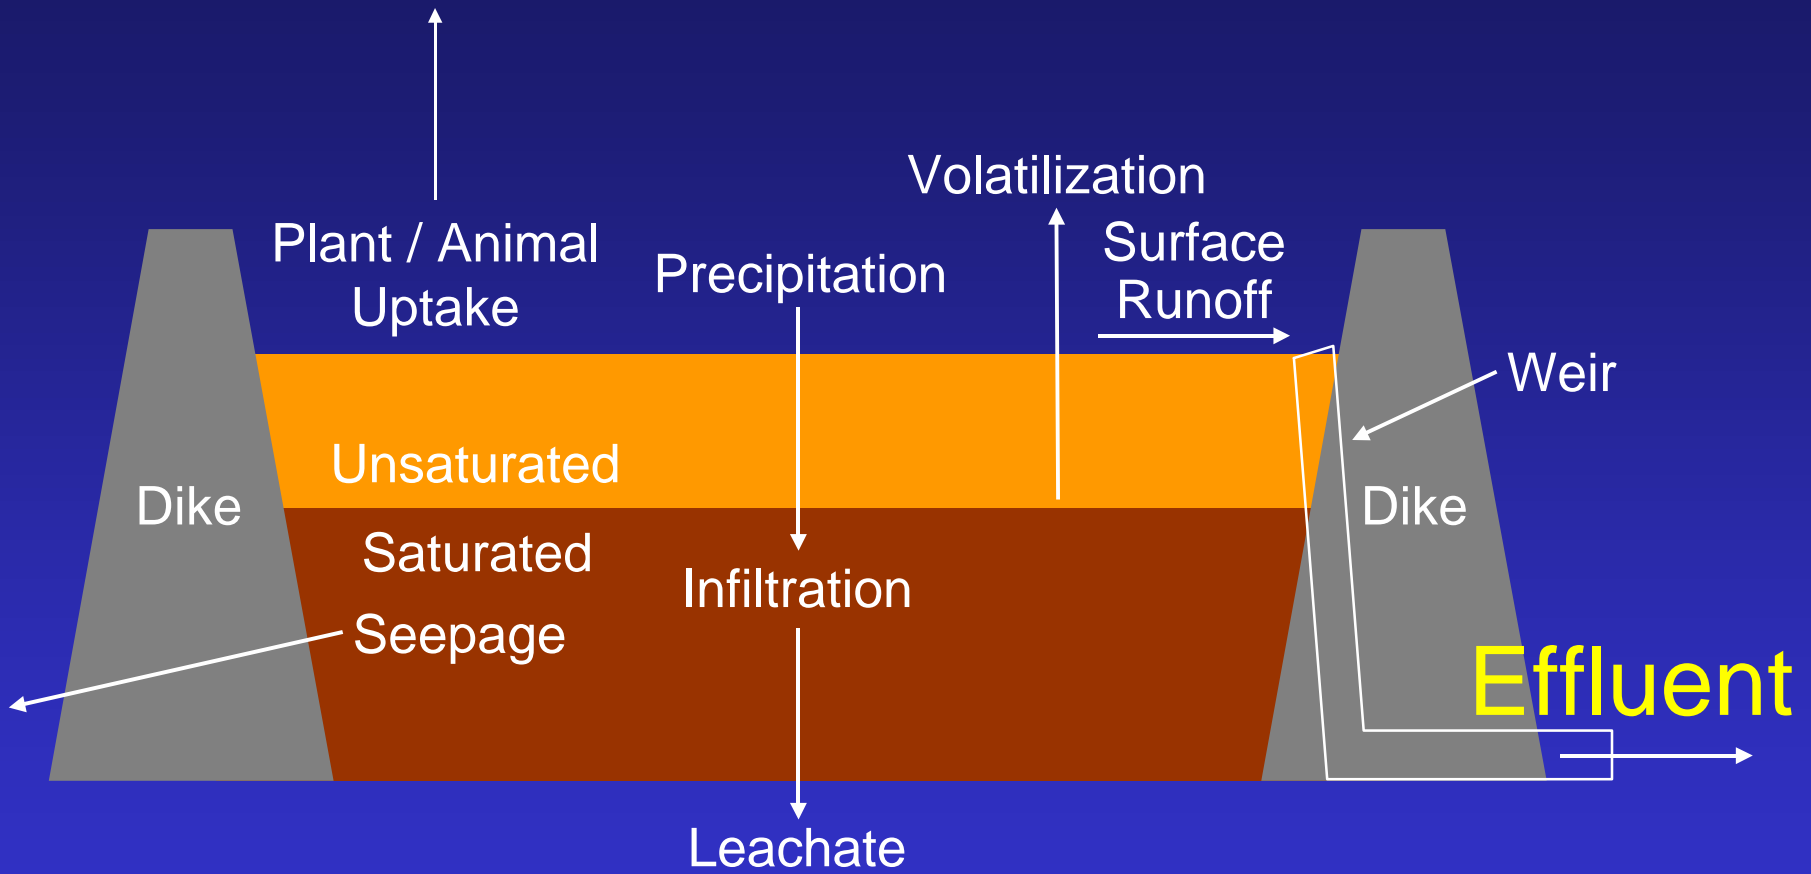 Volatilization
Plant / Animal
Uptake
Precipitation
Surface
Runoff
Weir
Unsaturated
Dike
Dike
Saturated
Infiltration
Seepage
Effluent
Leachate